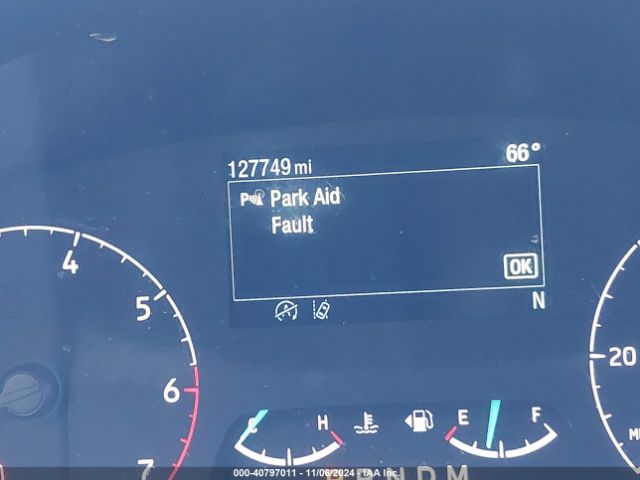 66°
127749 mi
P Park Aid
Fault
OK
N
4
5
6
7
20
C H E F
PRNDM
000-40797011 - 11/06/2024 - IAA Inc.